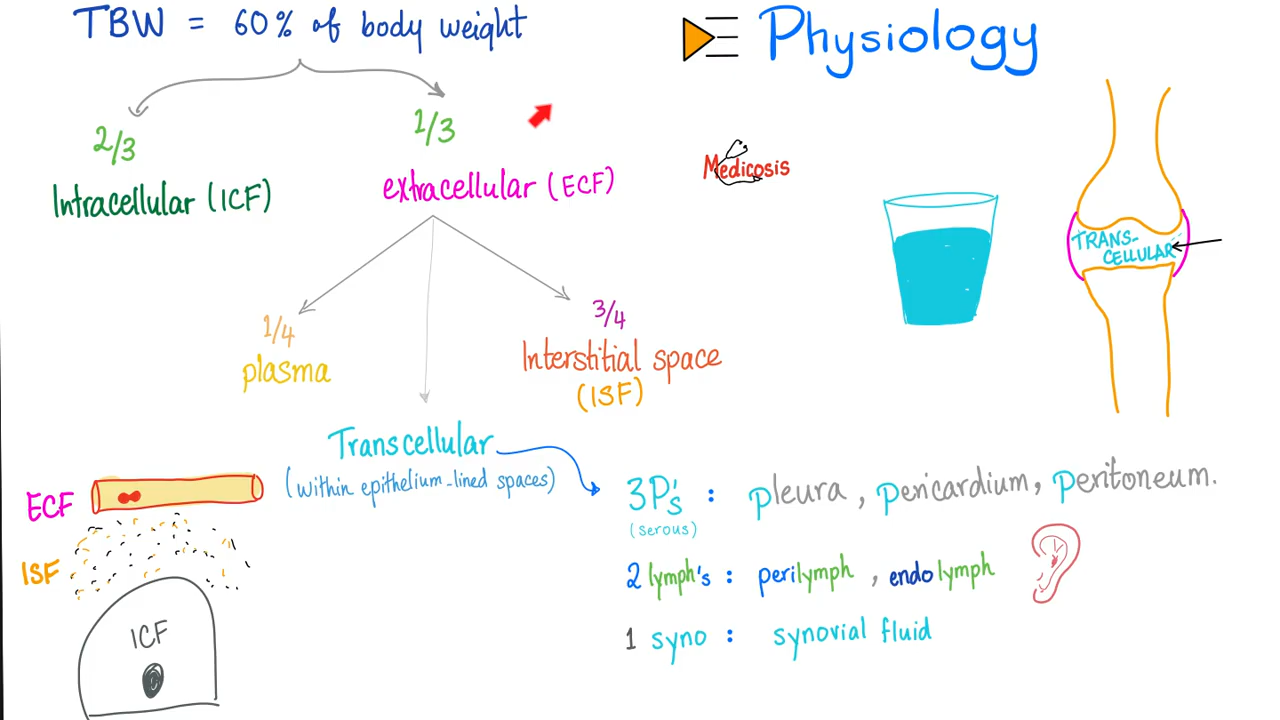 TBW = 60% of body weight
Physiology
2/3
1/3
Intracellular (ICF)
extracellular (ECF)
Medicosis
TRANS-
CELLULAR
1/4
plasma
3/4
Interstitial space
(ISF)
Transcellular
(within epithelium-lined spaces)
ECF
ISF
ICF
3P's : pleura, pericardium, peritoneum.
(serous)
2 lymph's : perilymph, endolymph
1 syno : synovial fluid